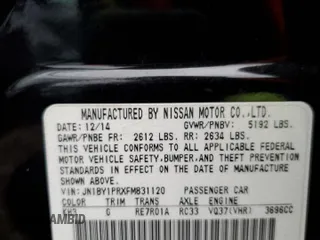 MANUFACTURED BY NISSAN MOTOR CO., LTD.
DATE: 12/14 GVWR/PNBV: 5192 LBS.
GAWR/PNBE FR: 2612 LBS. RR: 2634 LBS.
THIS VEHICLE CONFORMS TO ALL APPLICABLE FEDERAL
MOTOR VEHICLE SAFETY, BUMPER, AND THEFT PREVENTION
STANDARDS IN EFFECT ON THE DATE OF MANUFACTURE
SHOWN ABOVE.
JN1BY1PRXFM831120 PASSENGER CAR
COLOR TRIM TRANS AXLE ENGINE
G RE7R01A RC33 VQ37(VHR) 3696CC